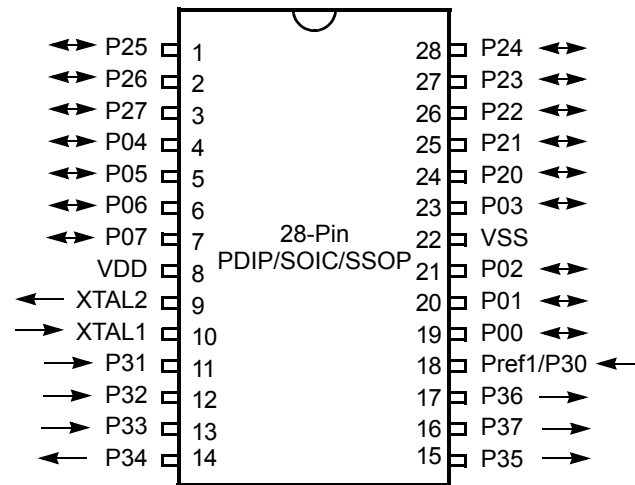 P25 1 28 P24
P26 2 27 P23
P27 3 26 P22
P04 4 25 P21
P05 5 24 P20
P06 6 23 P03
P07 7 28-Pin 22 VSS
VDD 8 PDIP/SOIC/SSOP 21 P02
XTAL2 9 20 P01
XTAL1 10 19 P00
P31 11 18 Pref1/P30
P32 12 17 P36
P33 13 16 P37
P34 14 15 P35